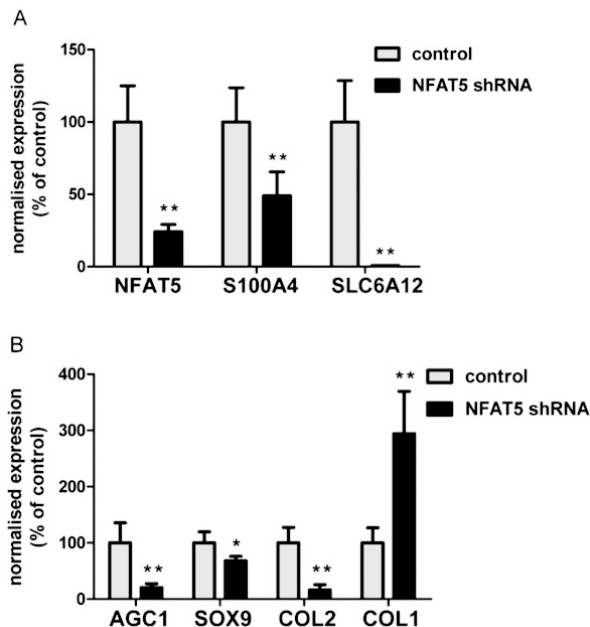 A
normalised expression
(% of control)
150
100
50
0
control
NFAT5 shRNA
**
**
**
NFAT5 S100A4 SLC6A12
B
normalised expression
(% of control)
400
300
200
100
0
control
NFAT5 shRNA
**
*
**
**
AGC1 SOX9 COL2 COL1